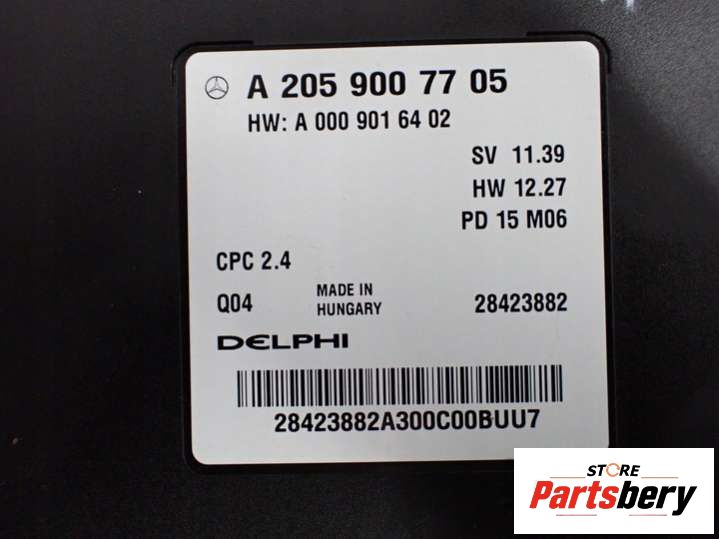 A 205 900 77 05
HW: A 000 901 64 02
SV 11.39
HW 12.27
PD 15 M06
CPC 2.4
Q04
MADE IN
HUNGARY
28423882
DELPHI
28423882A300C00BUU7
STORE
Partsbery